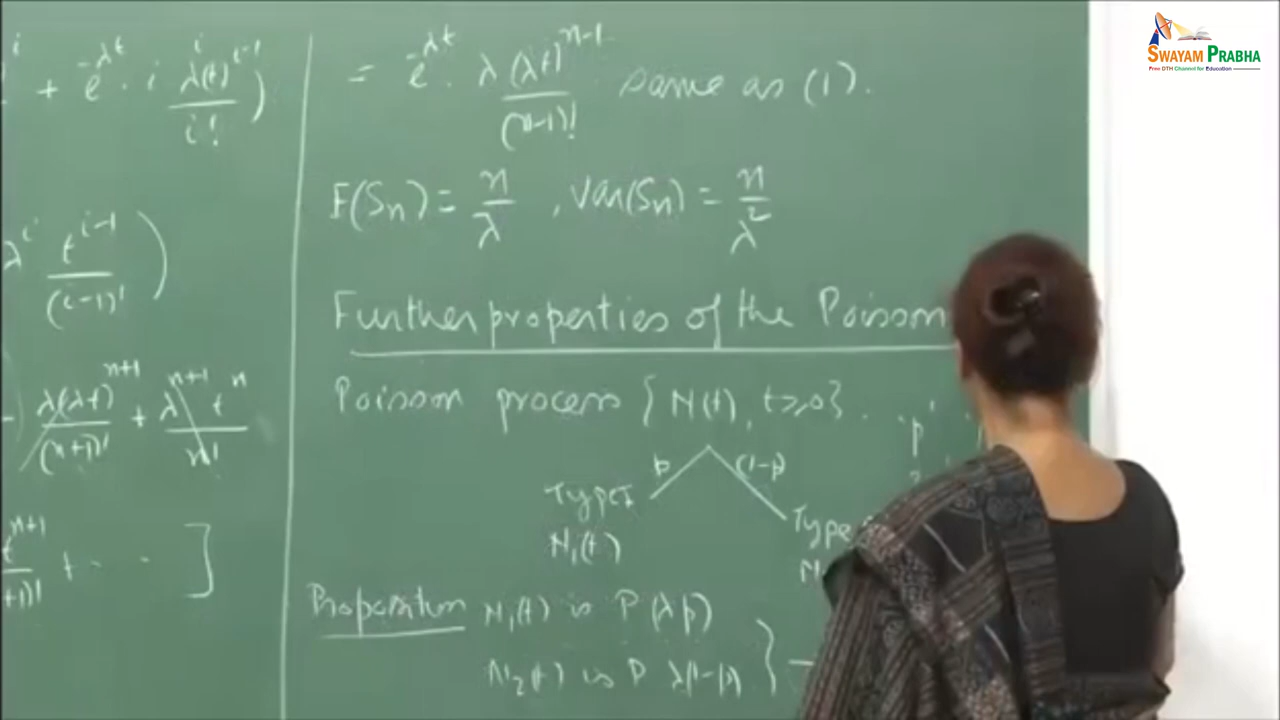 + e^{-λt} · i λ^i (t)^{i-1} / i! )
λ^i t^{i-1} / (i-1)! )
λ(λt)^{n+1} / (n+1)! + λ^{n+1} t^n / n!
t^{n+1} / +1)! + - - - ]
= e^{-λt} · λ(λt)^{n-1} / (n-1)! same as (1).
E(Sn) = n/λ , Var(Sn) = n/λ²
Further properties of the Poisson
Poisson process { N(t), t≥0} .
'p'
p (1-p)
Type I Type
N₁(t) N
Proposition N₁(t) is P(λp)
N₂(t) is P λ(1-p) } -
SWAYAM PRABHA
Free DTH Channel for Education